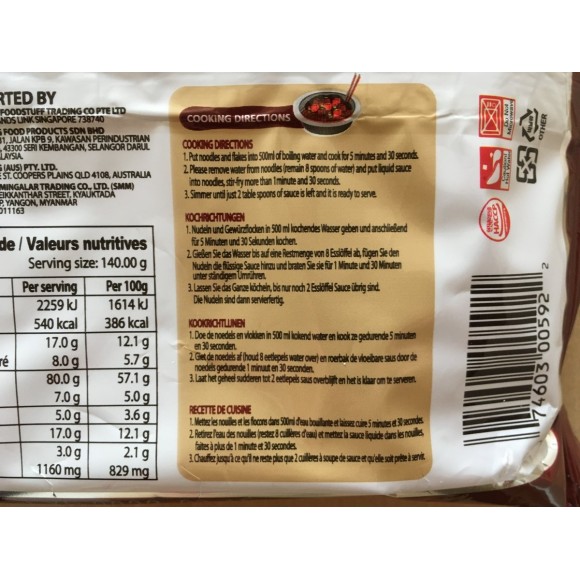 RTED BY
FOODSTUFF TRADING CO PTE LTD
NDS LINK SINGAPORE 738740
FOOD PRODUCTS SDN BHD
1, JALAN KPB 9, KAWASAN PERINDUSTRIAN
43300 SERI KEMBANGAN, SELANGOR DARUL
LAYSIA.
(AUS) PTY. LTD.
ST. COOPERS PLAINS QLD 4108, AUSTRALIA
MINGALAR TRADING CO., LTD. (SMM)
EIKKANTHAR STREET, KYAUKTADA
P, YANGON, MYANMAR
011163
de / Valeurs nutritives
Serving size: 140.00 g
Per serving Per 100g
2259 kJ 1614 kJ
540 kcal 386 kcal
17.0 g 12.1 g
ré 8.0 g 5.7 g
80.0 g 57.1 g
7.0 g 5.0 g
5.0 g 3.6 g
17.0 g 12.1 g
3.0 g 2.1 g
1160 mg 829 mg
COOKING DIRECTIONS
COOKING DIRECTIONS
1. Put noodles and flakes into 500ml of boiling water and cook for 5 minutes and 30 seconds.
2. Please remove water from noodles (remain 8 spoons of water) and put liquid sauce
into noodles, stir-fry more than 1 minute and 30 seconds.
3. Simmer until just 2 table spoons of sauce is left and it is ready to serve.
KOCHRICHTUNGEN
1. Nudeln und Gewürzflocken in 500 ml kochendes Wasser geben und anschließend
für 5 Minuten und 30 Sekunden kochen.
2. Gießen Sie das Wasser bis auf eine Restmenge von 8 Esslöffel ab, fügen Sie den
Nudeln die flüssige Sauce hinzu und braten Sie sie für 1 Minute und 30 Minuten
unter ständigem Umrühren.
3. Lassen Sie das Ganze köcheln, bis nur noch 2 Esslöffel Sauce übrig sind.
Die Nudeln sind dann servierfertig.
KOOKRICHTLIJNEN
1. Doe de noedels en vlokken in 500 ml kokend water en kook ze gedurende 5 minuten
en 30 seconden.
2. Giet de noedels af (houd 8 eetlepels water over) en roerbak de vloeibare saus door de
noedels gedurende 1 minuut en 30 seconden.
3. Laat het geheel sudderen tot 2 eetlepels saus overblijft en het is klaar om te serveren.
RECETTE DE CUISINE
1. Mettez les nouilles et les flocons dans 500ml d'eau bouillante et laissez cuire 5 minutes et 30 secondes.
2. Retirez l'eau des nouilles (restez 8 cuillères d'eau) et mettez la sauce liquide dans les nouilles,
faites à plus de 1 minute et 30 secondes.
3. Chauffez jusqu'à ce qu'il ne reste plus que 2 cuillères à soupe de sauce et qu'elle soit prête à servir.
Do Not
Microwave
OTHER
HACCP
74603 00592 2